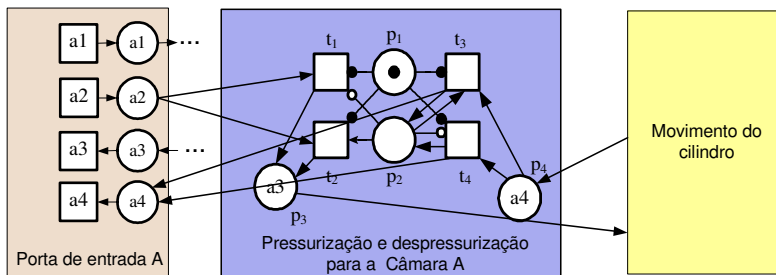 a1 a1 ...
a2 a2
a3 a3 ...
a4 a4
Porta de entrada A
t1 p1 t3
t2 p2 t4
a3
p3
p4
a4
Pressurização e despressurização
para a Câmara A
Movimento do
cilindro